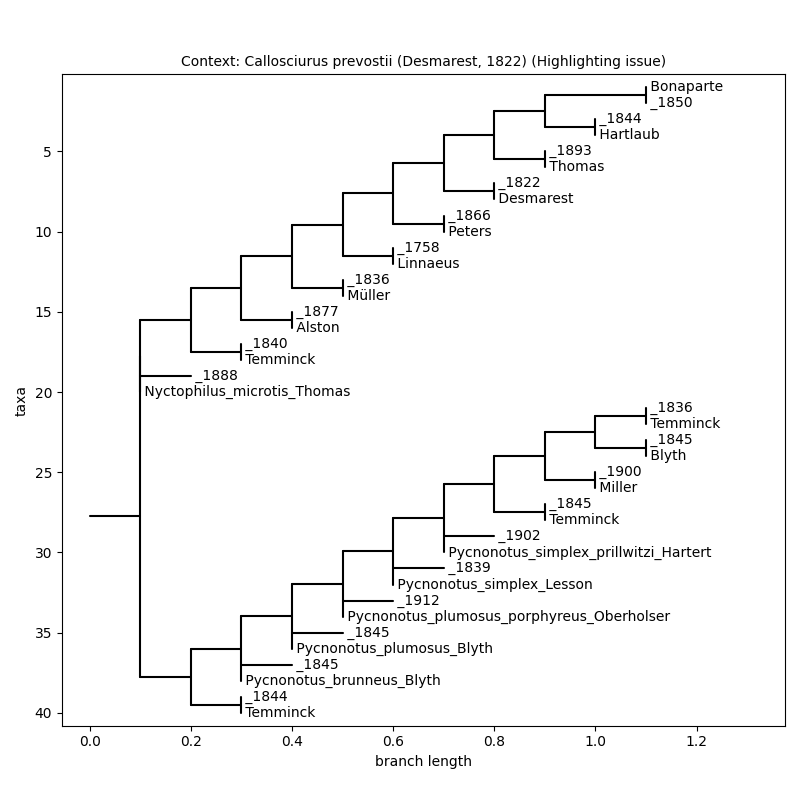 Context: Callosciurus prevostii (Desmarest, 1822) (Highlighting issue)
Bonaparte
_1850
_1844
Hartlaub
_1893
Thomas
_1822
Desmarest
_1866
Peters
_1758
Linnaeus
_1836
Müller
_1877
Alston
_1840
Temminck
_1888
Nyctophilus_microtis_Thomas
_1836
Temminck
_1845
Blyth
_1900
Miller
_1845
Temminck
_1902
Pycnonotus_simplex_prillwitzi_Hartert
_1839
Pycnonotus_simplex_Lesson
_1912
Pycnonotus_plumosus_porphyreus_Oberholser
_1845
Pycnonotus_plumosus_Blyth
_1845
Pycnonotus_brunneus_Blyth
_1844
Temminck
5
10
15
20
25
30
35
40
taxa
0.0 0.2 0.4 0.6 0.8 1.0 1.2
branch length